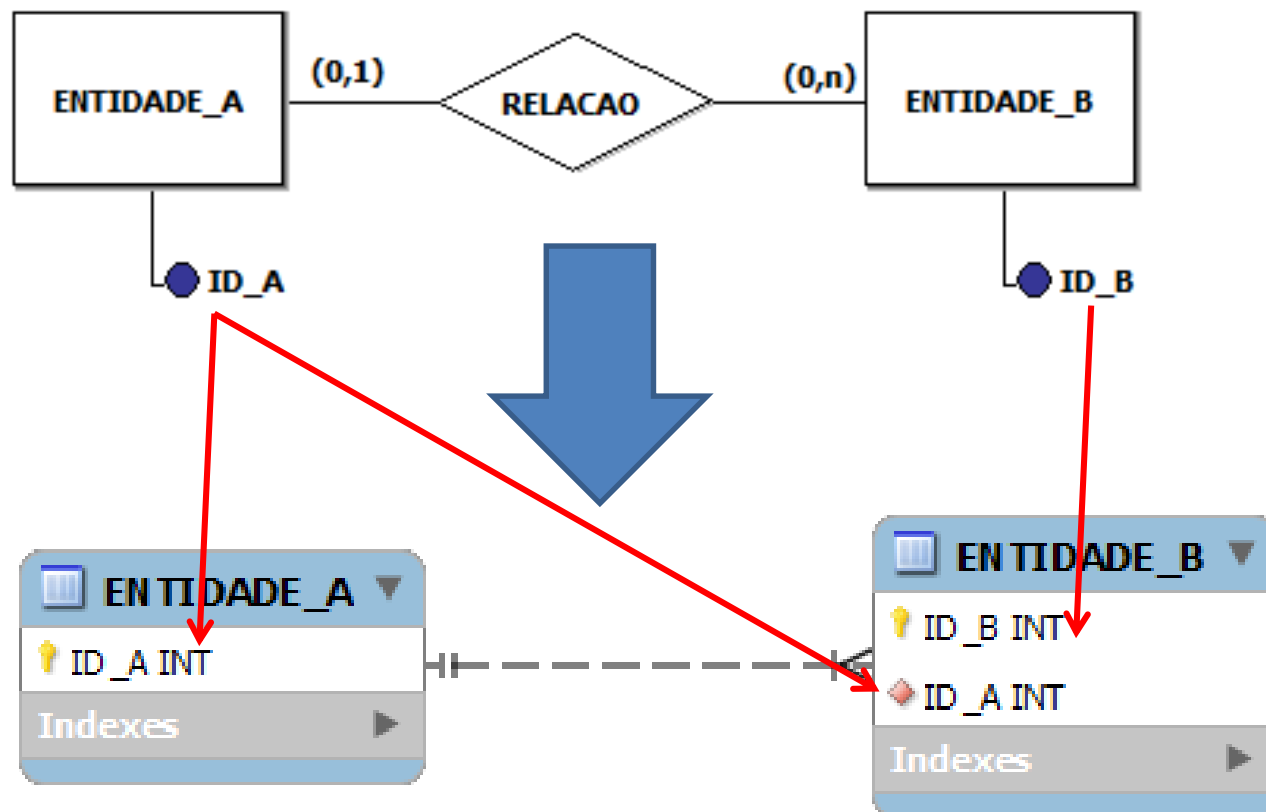 (0,1)
(0,n)
ENTIDADE_A
RELACAO
ENTIDADE_B
ID_A
ID_B
ENTIDADE_A
ID_A INT
Indexes
ENTIDADE_B
ID_B INT
ID_A INT
Indexes